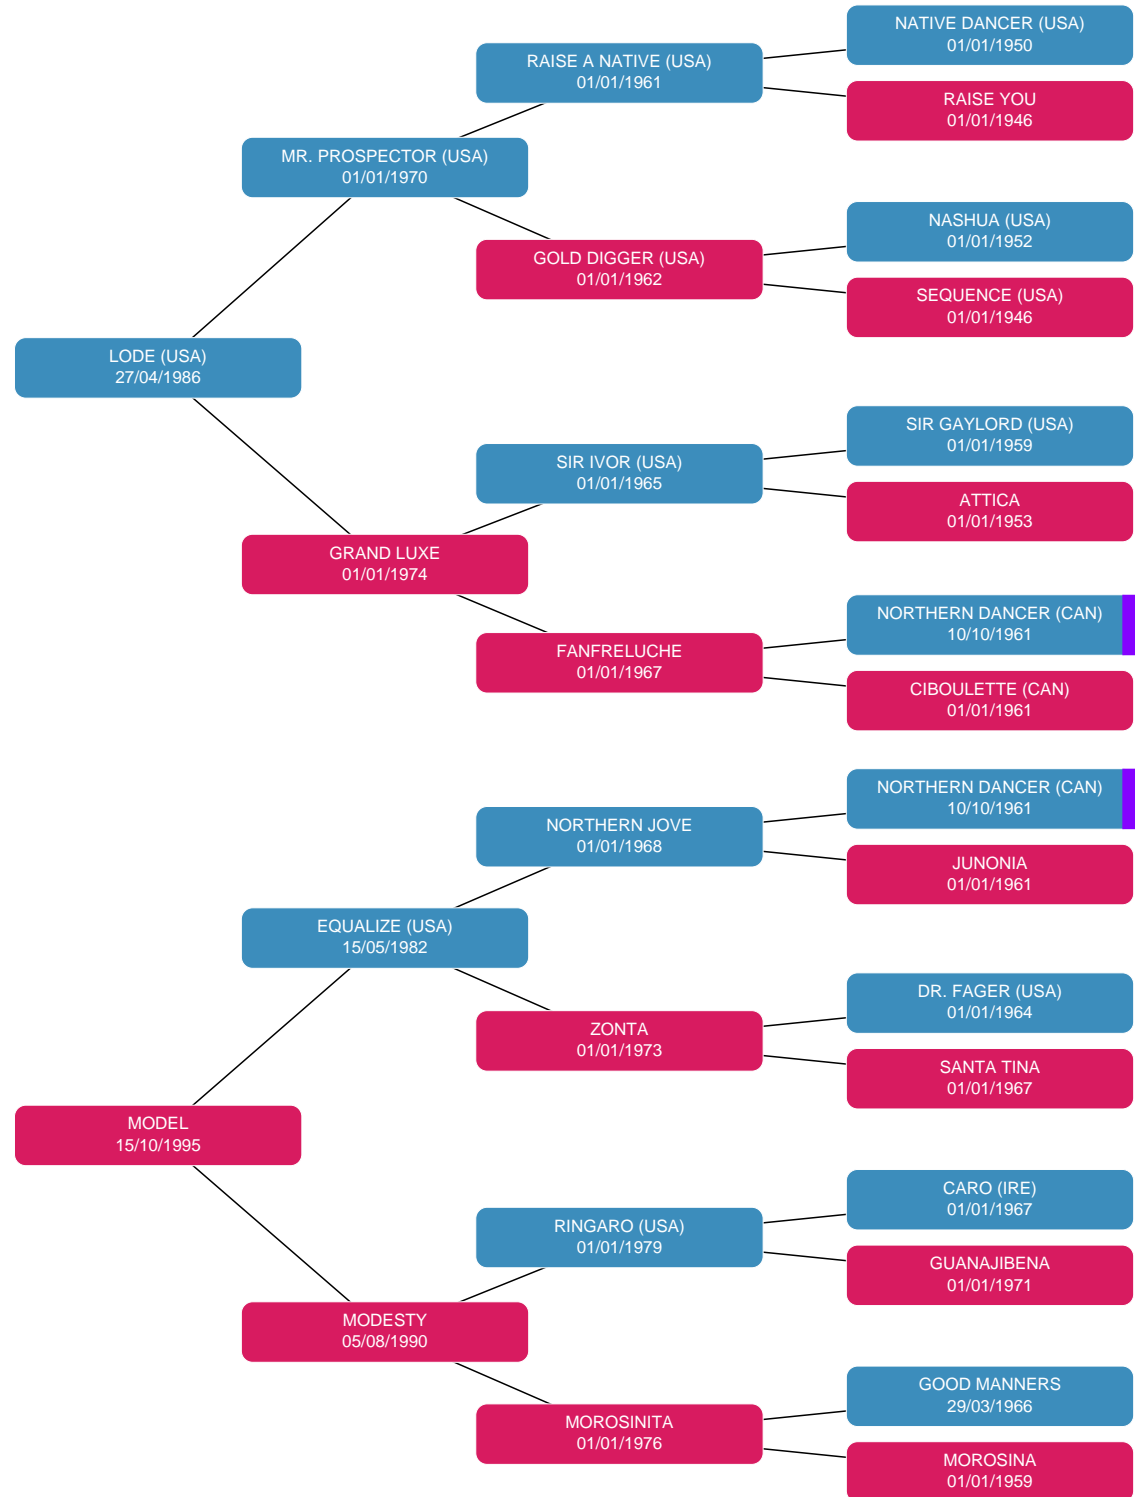 NATIVE DANCER (USA)
01/01/1950
RAISE A NATIVE (USA)
01/01/1961
RAISE YOU
01/01/1946
MR. PROSPECTOR (USA)
01/01/1970
NASHUA (USA)
01/01/1952
GOLD DIGGER (USA)
01/01/1962
SEQUENCE (USA)
01/01/1946
LODE (USA)
27/04/1986
SIR GAYLORD (USA)
01/01/1959
SIR IVOR (USA)
01/01/1965
ATTICA
01/01/1953
GRAND LUXE
01/01/1974
NORTHERN DANCER (CAN)
10/10/1961
FANFRELUCHE
01/01/1967
CIBOULETTE (CAN)
01/01/1961
NORTHERN DANCER (CAN)
10/10/1961
NORTHERN JOVE
01/01/1968
JUNONIA
01/01/1961
EQUALIZE (USA)
15/05/1982
DR. FAGER (USA)
01/01/1964
ZONTA
01/01/1973
SANTA TINA
01/01/1967
MODEL
15/10/1995
CARO (IRE)
01/01/1967
RINGARO (USA)
01/01/1979
GUANAJIBENA
01/01/1971
MODESTY
05/08/1990
GOOD MANNERS
29/03/1966
MOROSINITA
01/01/1976
MOROSINA
01/01/1959